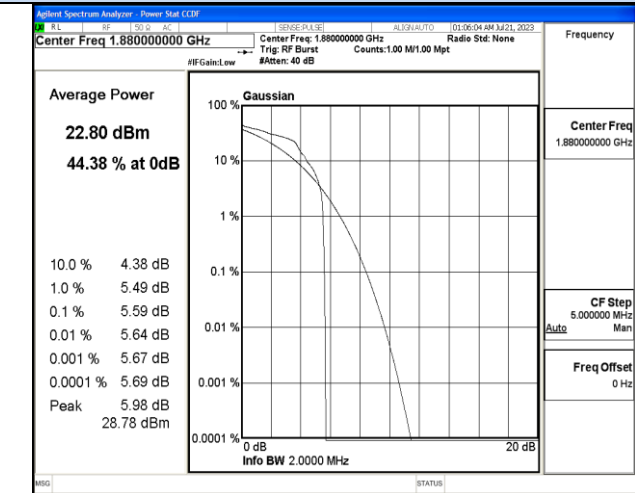 Agilent Spectrum Analyzer - Power Stat CCDF
RL RF 50 Ω AC SENSE:PULSE ALIGNAUTO 01:06:04 AM Jul 21, 2023
Center Freq 1.880000000 GHz
Center Freq: 1.880000000 GHz Radio Std: None
Trig: RF Burst Counts:1.00 M/1.00 Mpt
#IFGain:Low #Atten: 40 dB
Frequency
Average Power
22.80 dBm
44.38 % at 0dB
10.0 % 4.38 dB
1.0 % 5.49 dB
0.1 % 5.59 dB
0.01 % 5.64 dB
0.001 % 5.67 dB
0.0001 % 5.69 dB
Peak 5.98 dB
28.78 dBm
Gaussian
100 %
10 %
1 %
0.1 %
0.01 %
0.001 %
0.0001 %
0 dB 20 dB
Info BW 2.0000 MHz
Center Freq
1.880000000 GHz
CF Step
5.000000 MHz
Auto Man
Freq Offset
0 Hz
MSG STATUS